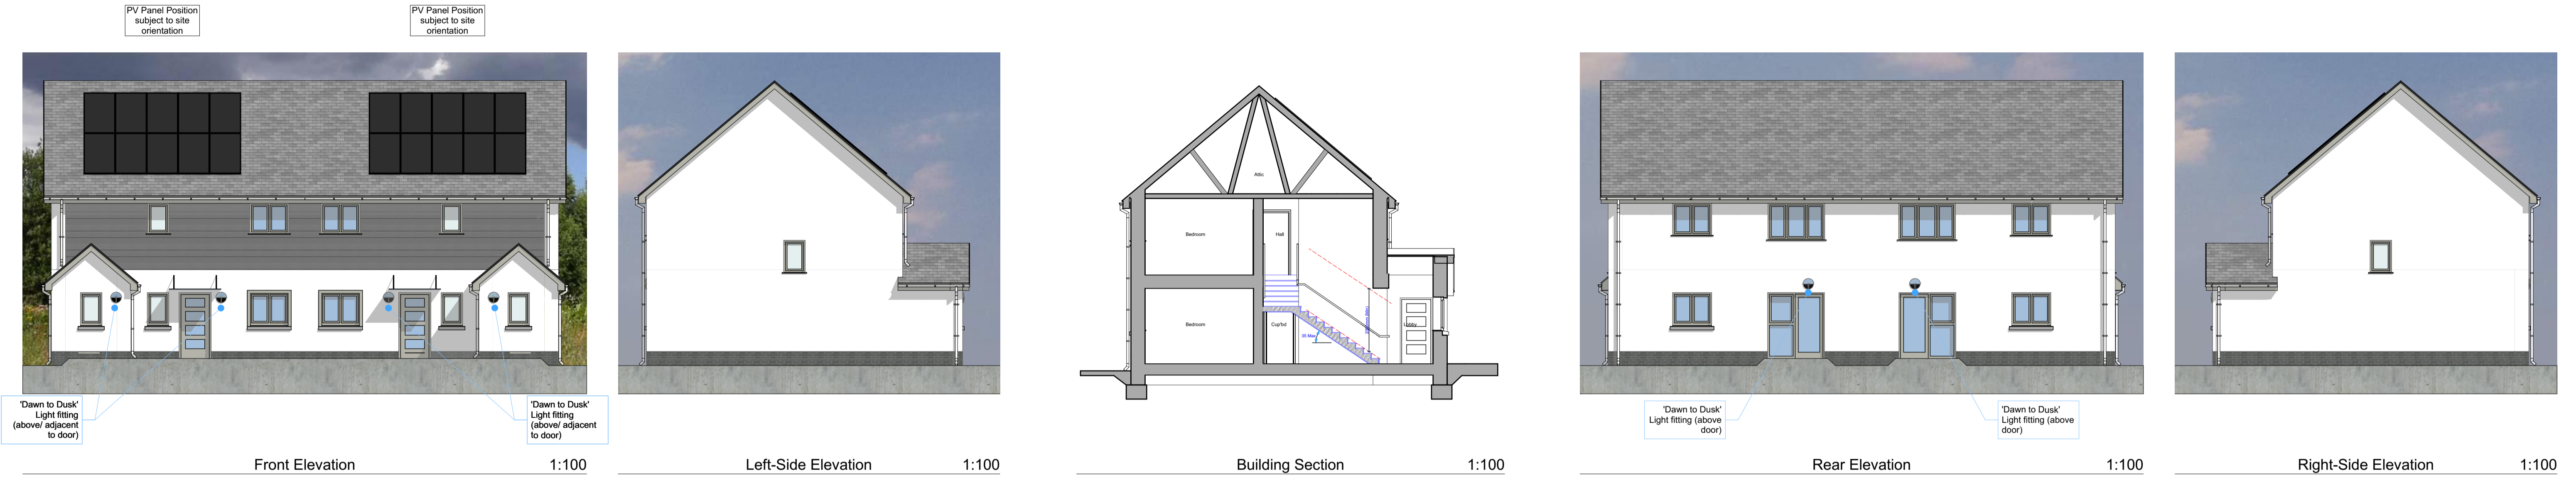 PV Panel Position
subject to site
orientation
PV Panel Position
subject to site
orientation
'Dawn to Dusk'
Light fitting
(above/ adjacent
to door)
'Dawn to Dusk'
Light fitting
(above/ adjacent
to door)
Front Elevation 1:100
Left-Side Elevation 1:100
Attic
Bedroom
Hall
Bedroom
Cup'bd
35 Max
Lobby
Building Section 1:100
'Dawn to Dusk'
Light fitting (above
door)
'Dawn to Dusk'
Light fitting (above
door)
Rear Elevation 1:100
Right-Side Elevation 1:100